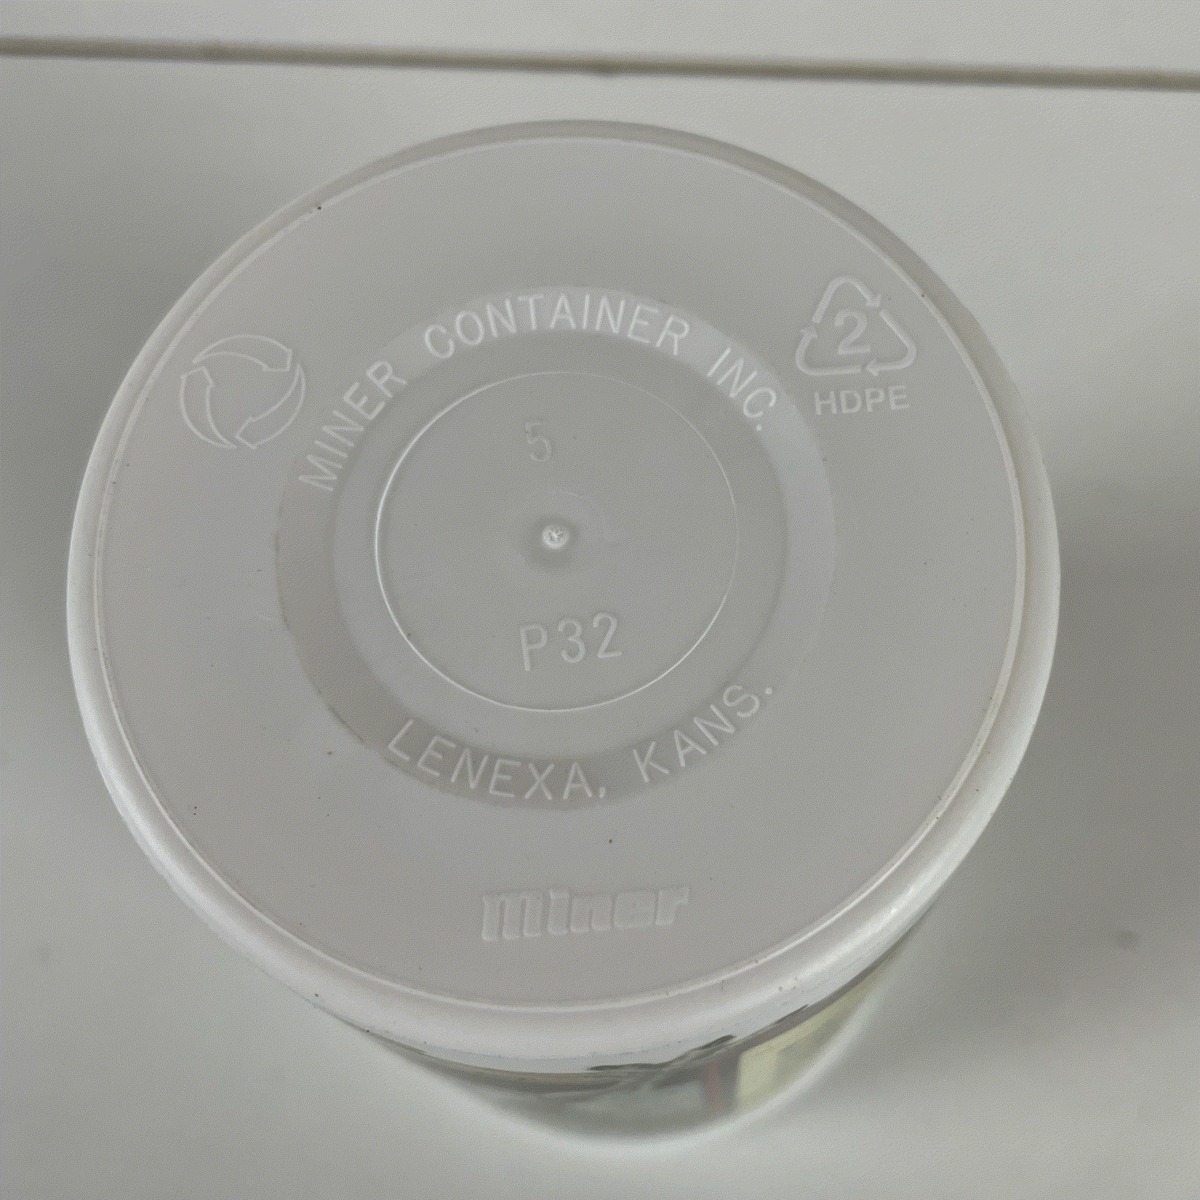 MINER CONTAINER INC.
2
HDPE
5
P32
LENEXA, KANS.
Miner